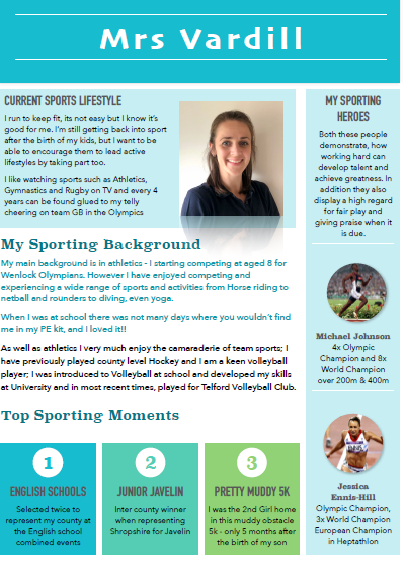 Mrs Vardill
CURRENT SPORTS LIFESTYLE
I run to keep fit, its not easy but I know it's
good for me. I'm still getting back into sport
after the birth of my kids, but I want to be
able to encourage them to lead active
lifestyles by taking part too.
I like watching sports such as Athletics,
Gymnastics and Rugby on TV and every 4
years can be found glued to my telly
cheering on team GB in the Olympics
My Sporting Background
My main background is in athletics - I starting competing at aged 8 for
Wenlock Olympians. However I have enjoyed competing and
experiencing a wide range of sports and activities from Horse riding to
netball and rounders to diving, even yoga.
When I was at school there was not many days where you wouldn't find
me in my PE kit, and I loved it!!
As well as athletics I very much enjoy the camaraderie of team sports; I
have previously played county level Hockey and I am a keen volleyball
player; I was introduced to Volleyball at school and developed my skills
at University and in most recent times, played for Telford Volleyball Club.
Top Sporting Moments
1
ENGLISH SCHOOLS
Selected twice to
represent my county at
the English school
combined events
2
JUNIOR JAVELIN
Inter county winner
when representing
Shropshire for Javelin
3
PRETTY MUDDY 5K
I was the 2nd Girl home
in this muddy obstacle
5k - only 5 months after
the birth of my son
MY SPORTING
HEROES
Both these people
demonstrate, how
working hard can
develop talent and
achieve greatness. In
addition they also
display a high regard
for fair play and
giving praise when it
is due.
Michael Johnson
4x Olympic
Champion and 8x
World Champion
over 200m & 400m
Jessica
Ennis-Hill
Olympic Champion,
3x World Champion
European Champion
in Heptathlon